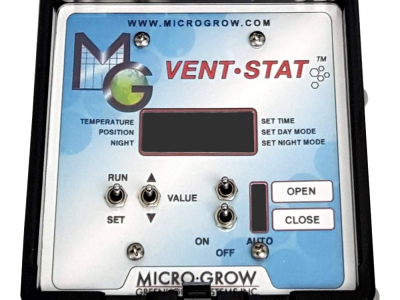 WWW.MICROGROW.COM
MG
VENT·STAT™
TEMPERATURE
POSITION
NIGHT
SET TIME
SET DAY MODE
SET NIGHT MODE
RUN
SET
VALUE
ON
OFF
AUTO
OPEN
CLOSE
MICRO·GROW